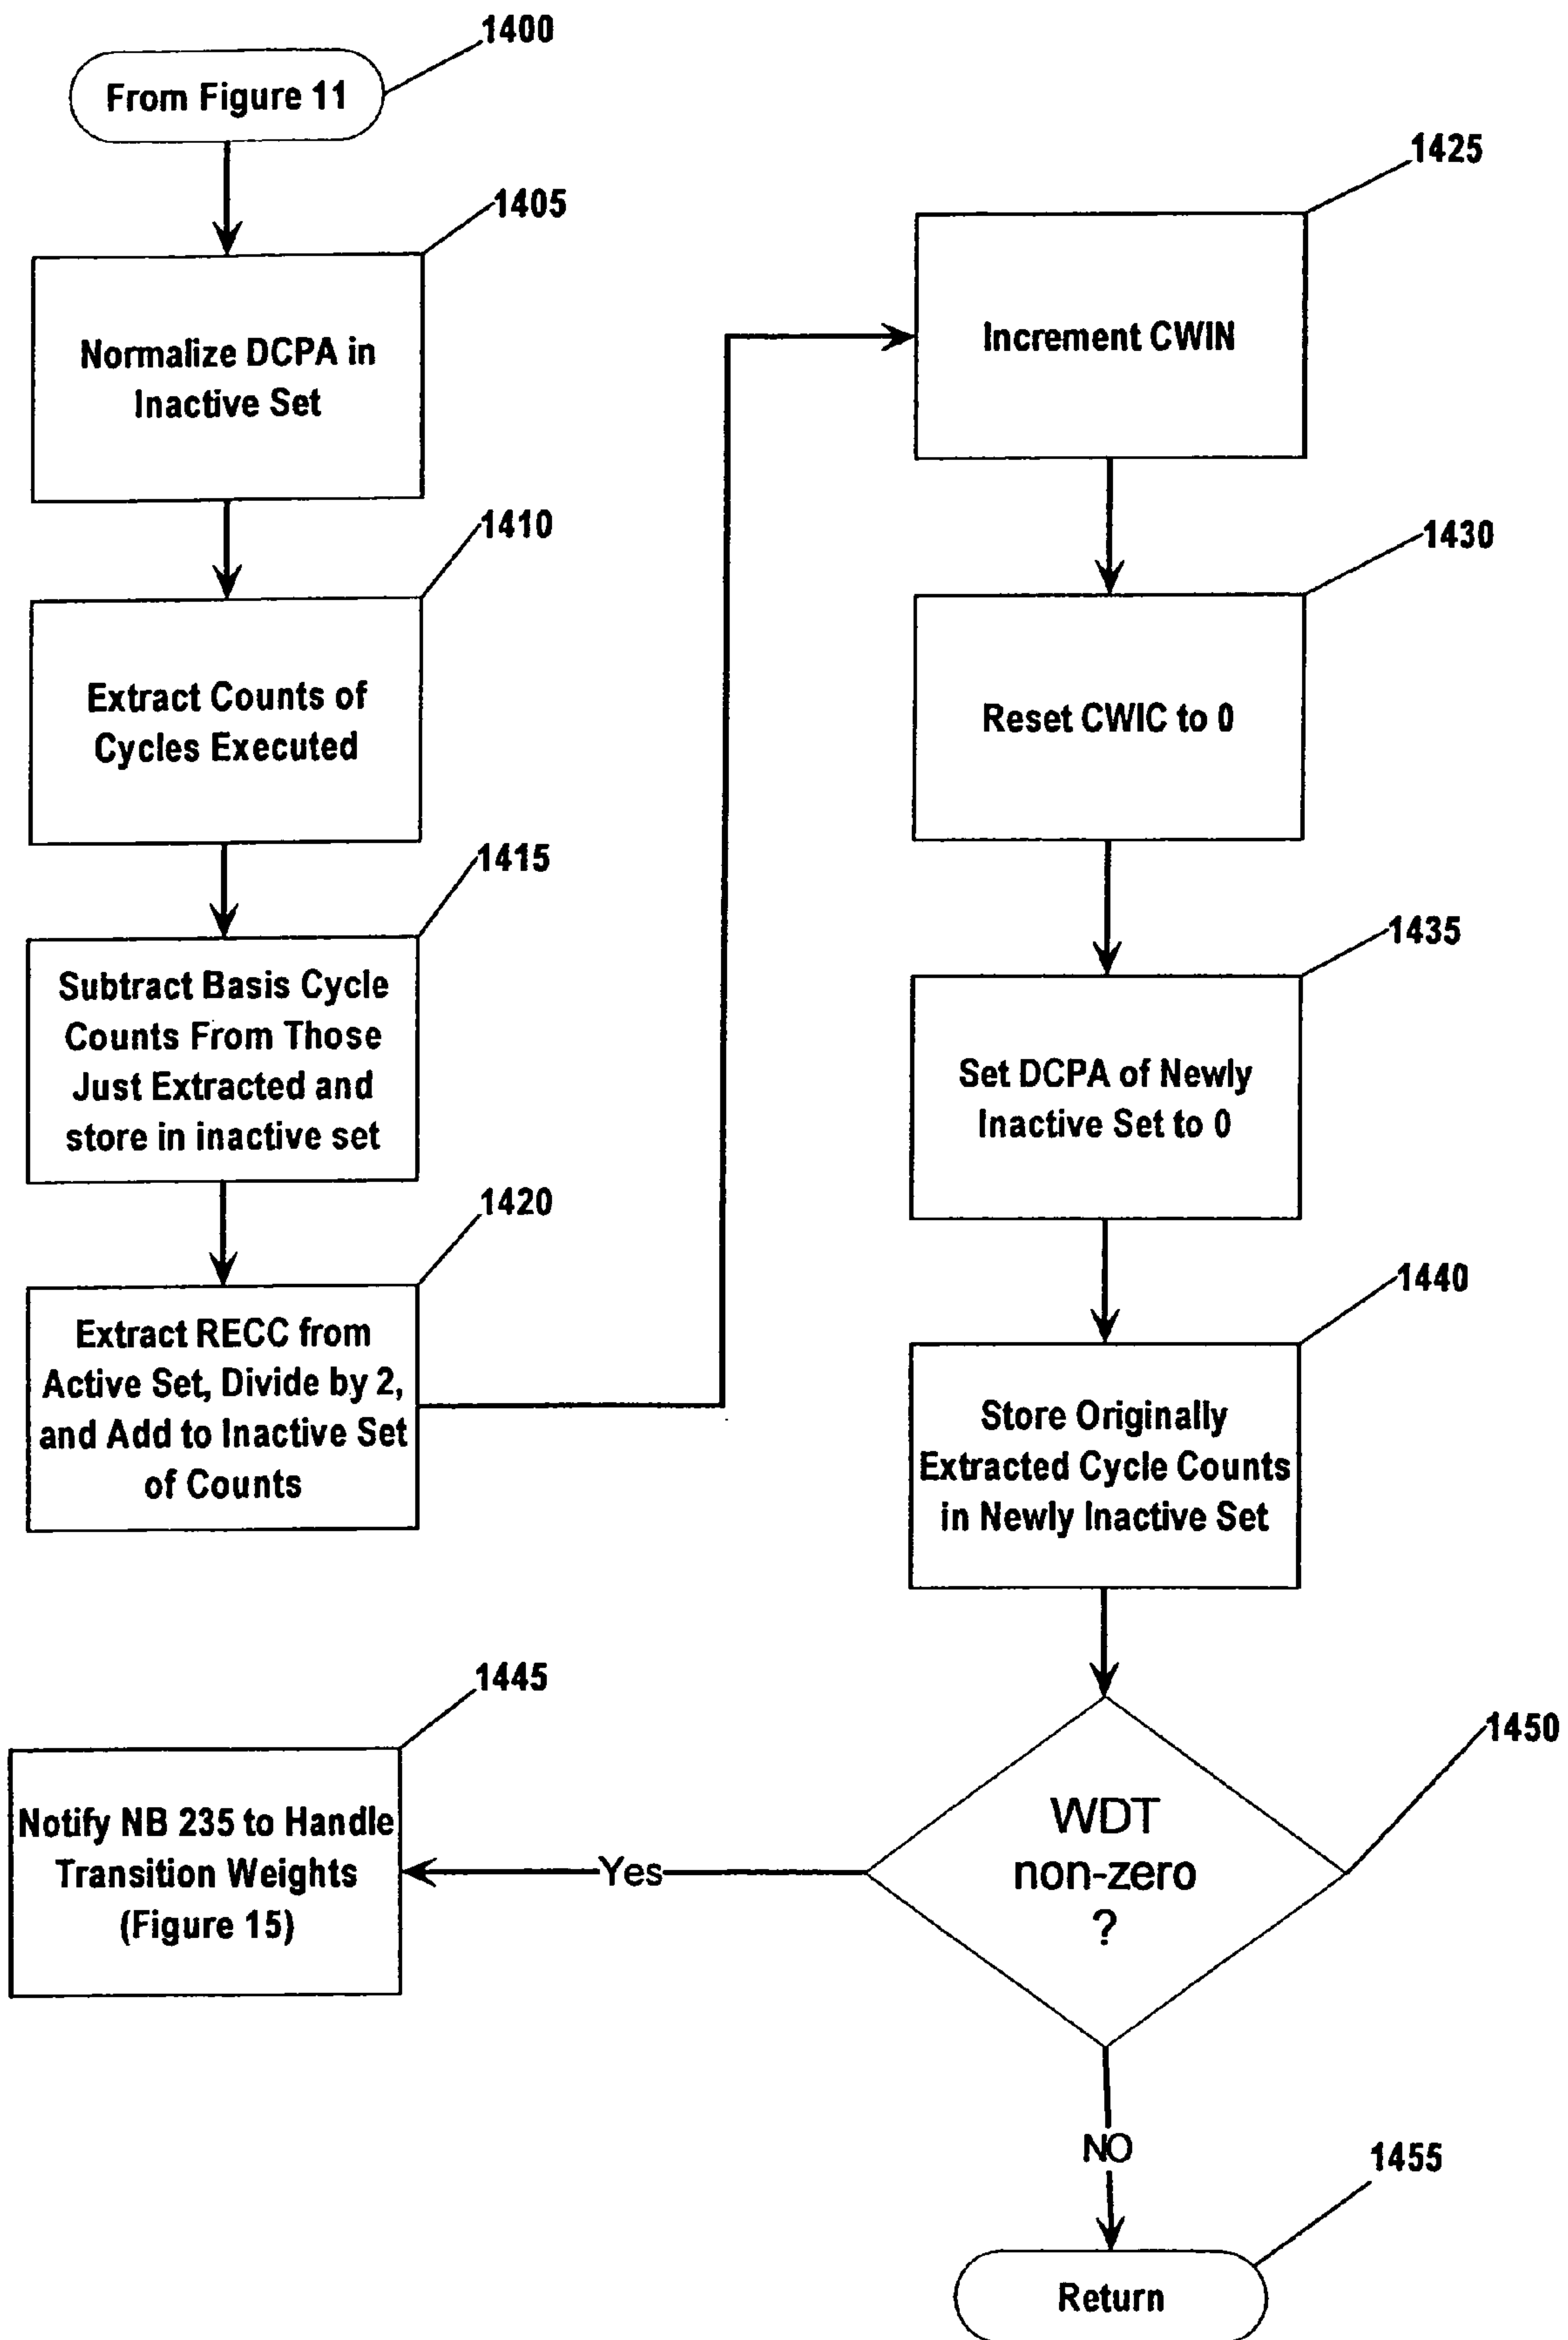 1400
From Figure 11
1405
Normalize DCPA in
Inactive Set
1410
Extract Counts of
Cycles Executed
1415
Subtract Basis Cycle
Counts From Those
Just Extracted and
store in inactive set
1420
Extract RECC from
Active Set, Divide by 2,
and Add to Inactive Set
of Counts
1425
Increment CWIN
1430
Reset CWIC to 0
1435
Set DCPA of Newly
Inactive Set to 0
1440
Store Originally
Extracted Cycle Counts
in Newly Inactive Set
1450
WDT
non-zero
?
Yes
1445
Notify NB 235 to Handle
Transition Weights
(Figure 15)
NO
1455
Return